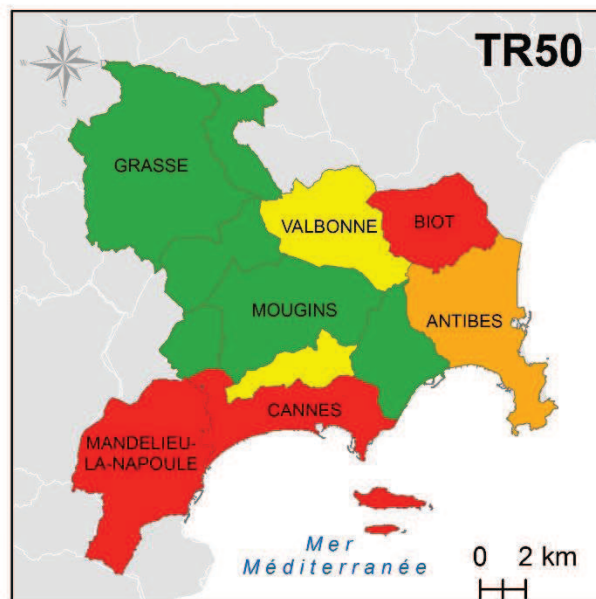 TR50
N
S
GRASSE
VALBONNE
BIOT
MOUGINS
ANTIBES
CANNES
MANDELIEU-
LA-NAPOULE
Mer
Méditerranée
0 2 km